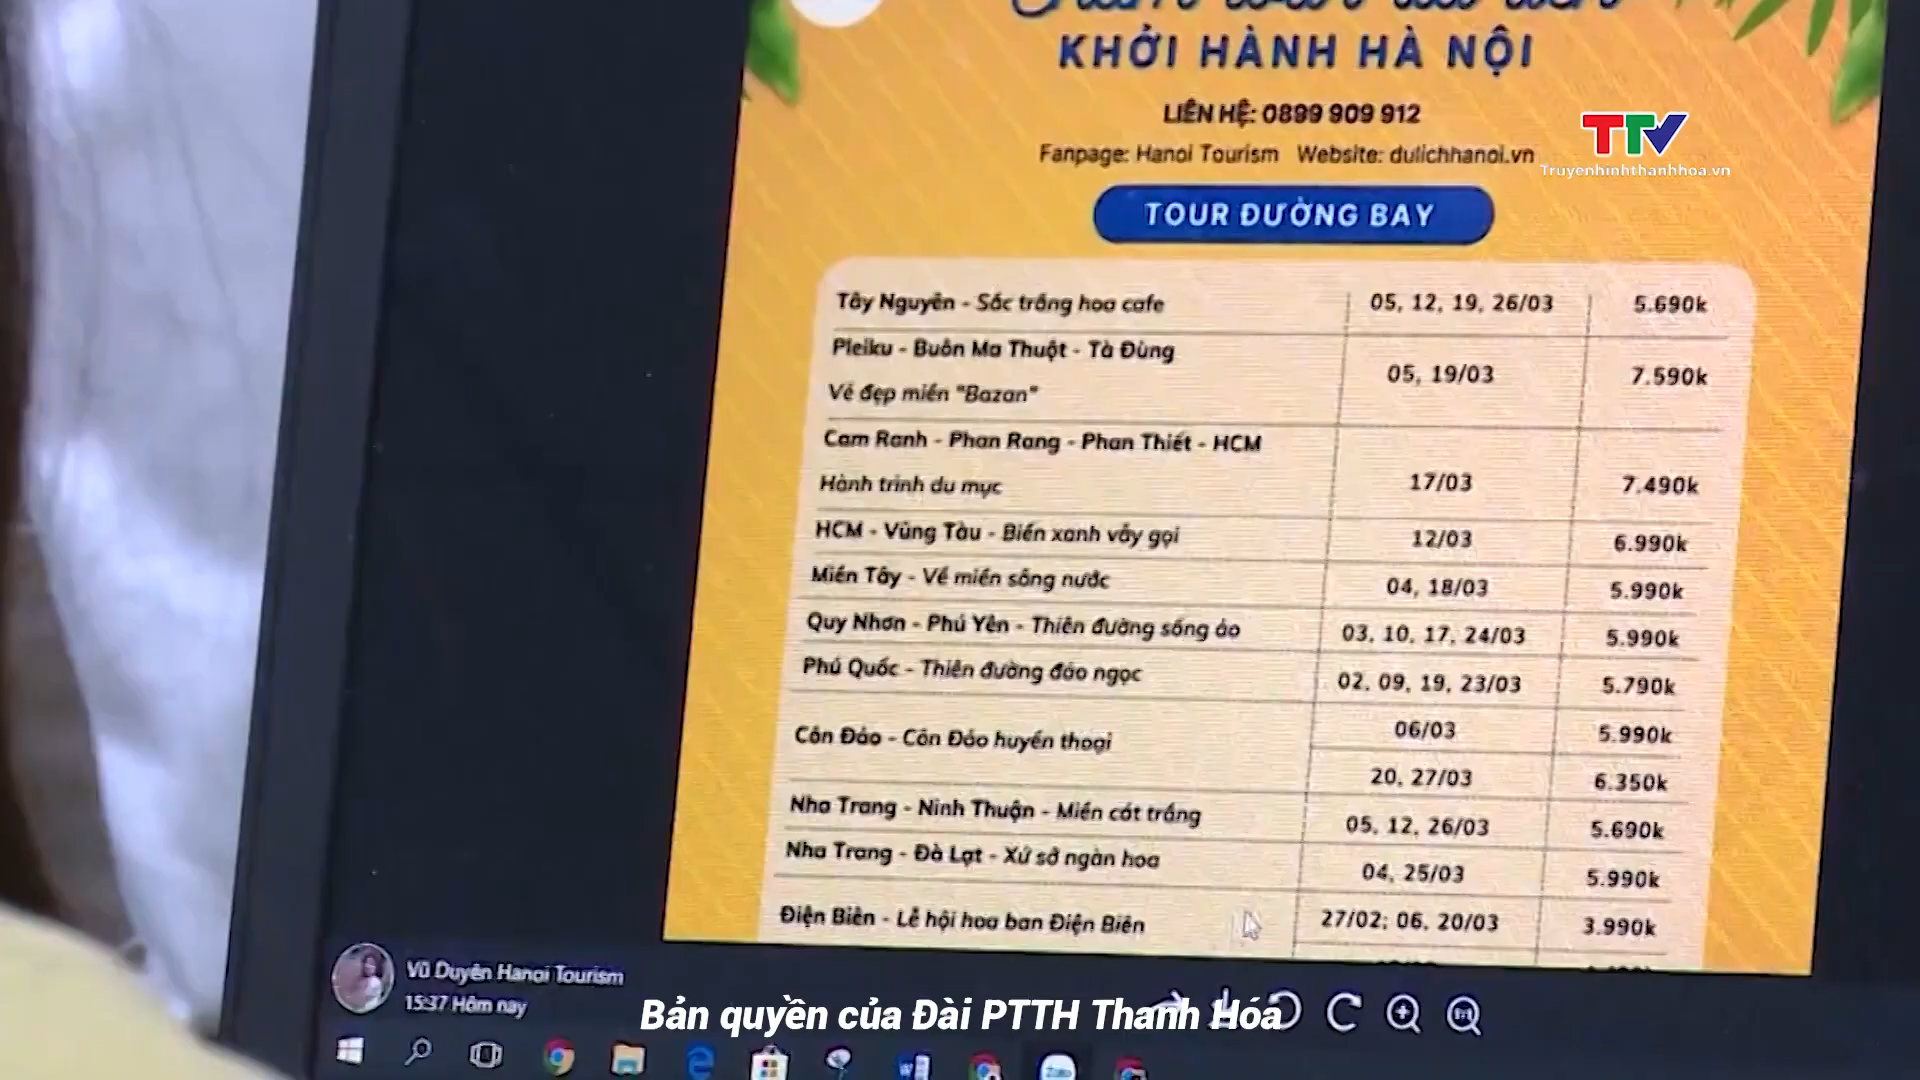 KHỞI HÀNH HÀ NỘI
LIÊN HỆ: 0899 909 912
Fanpage: Hanoi Tourism Website: dulichhanoi.vn
TTV
Truyenhinhthanhhoa.vn
TOUR ĐƯỜNG BAY
Tây Nguyên - Sắc trắng hoa cafe 05, 12, 19, 26/03 5.690k
Pleiku - Buôn Ma Thuột - Tà Đùng
Vẻ đẹp miền "Bazan" 05, 19/03 7.590k
Cam Ranh - Phan Rang - Phan Thiết - HCM
Hành trình du mục 17/03 7.490k
HCM - Vũng Tàu - Biển xanh vẫy gọi 12/03 6.990k
Miền Tây - Về miền sông nước 04, 18/03 5.990k
Quy Nhơn - Phú Yên - Thiên đường sống ảo 03, 10, 17, 24/03 5.990k
Phú Quốc - Thiên đường đảo ngọc 02, 09, 19, 23/03 5.790k
Côn Đảo - Côn Đảo huyền thoại 06/03 5.990k
20, 27/03 6.350k
Nha Trang - Ninh Thuận - Miền cát trắng 05, 12, 26/03 5.690k
Nha Trang - Đà Lạt - Xứ sở ngàn hoa 04, 25/03 5.990k
Điện Biên - Lễ hội hoa ban Điện Biên 27/02; 06, 20/03 3.990k
Vũ Duyên Hanoi Tourism
15:37 Hôm nay
Bản quyền của Đài PTTH Thanh Hóa
Zalo